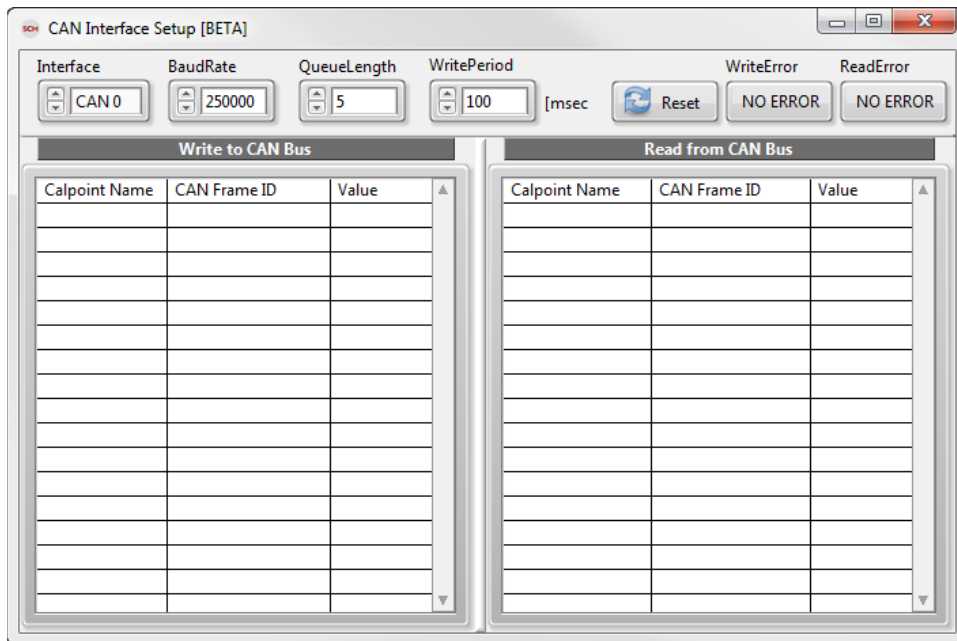 SCM CAN Interface Setup [BETA]
Interface BaudRate QueueLength WritePeriod WriteError ReadError
CAN 0 250000 5 100 [msec Reset NO ERROR NO ERROR
Write to CAN Bus Read from CAN Bus
Calpoint Name CAN Frame ID Value Calpoint Name CAN Frame ID Value